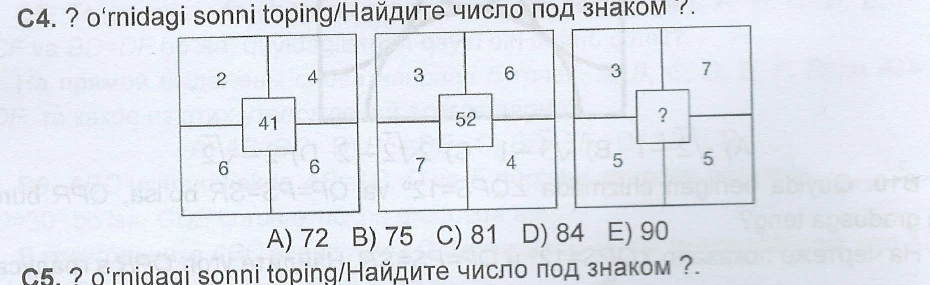 C4. ? o'rnidagi sonni toping/Найдите число под знаком ?.
2 4 3 6 3 7
41 52 ?
6 6 7 4 5 5
A) 72 B) 75 C) 81 D) 84 E) 90
C5. ? o'rnidagi sonni toping/Найдите число под знаком ?.